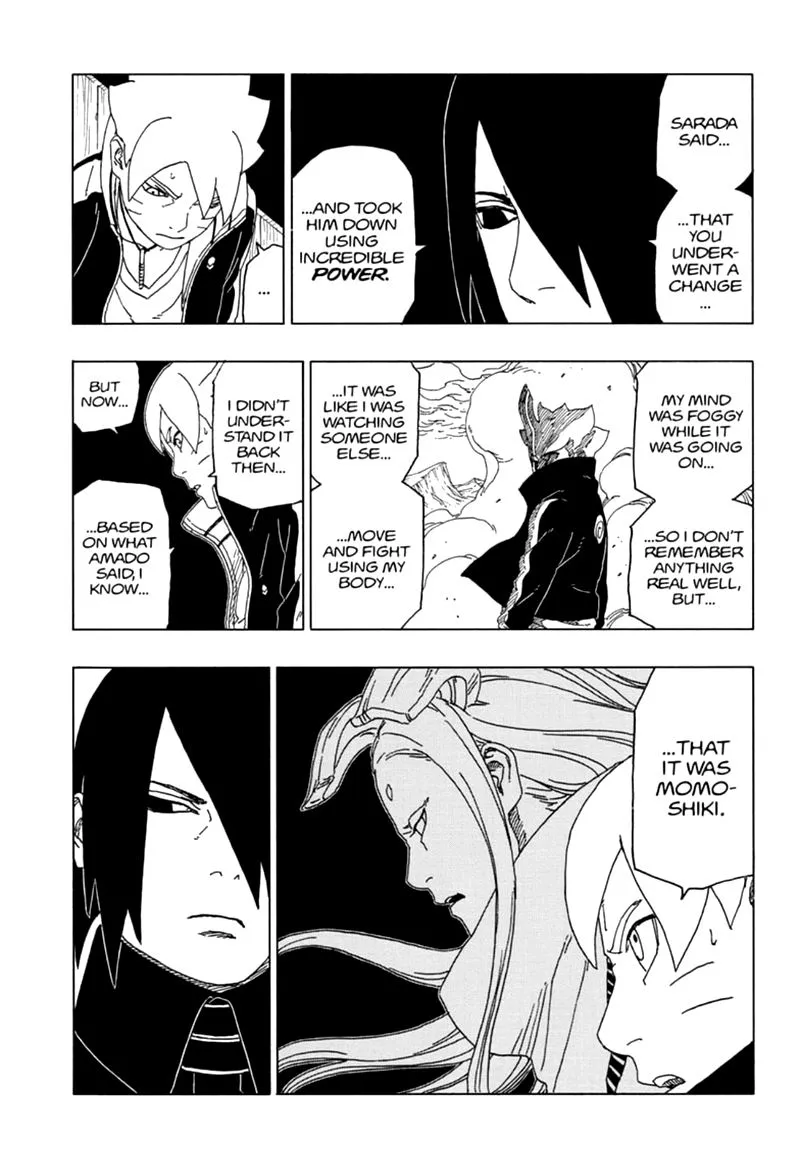 SARADA
SAID...
...THAT
YOU
UNDER-
WENT A
CHANGE
...
...AND TOOK
HIM DOWN
USING
INCREDIBLE
POWER.
...
MY MIND
WAS FOGGY
WHILE IT
WAS GOING
ON...
...SO I DON'T
REMEMBER
ANYTHING
REAL WELL,
BUT...
...IT WAS
LIKE I WAS
WATCHING
SOMEONE
ELSE...
...MOVE
AND FIGHT
USING MY
BODY...
I DIDN'T
UNDER-
STAND IT
BACK
THEN...
BUT
NOW...
...BASED
ON WHAT
AMADO
SAID, I
KNOW...
...THAT
IT WAS
MOMO-
SHIKI.